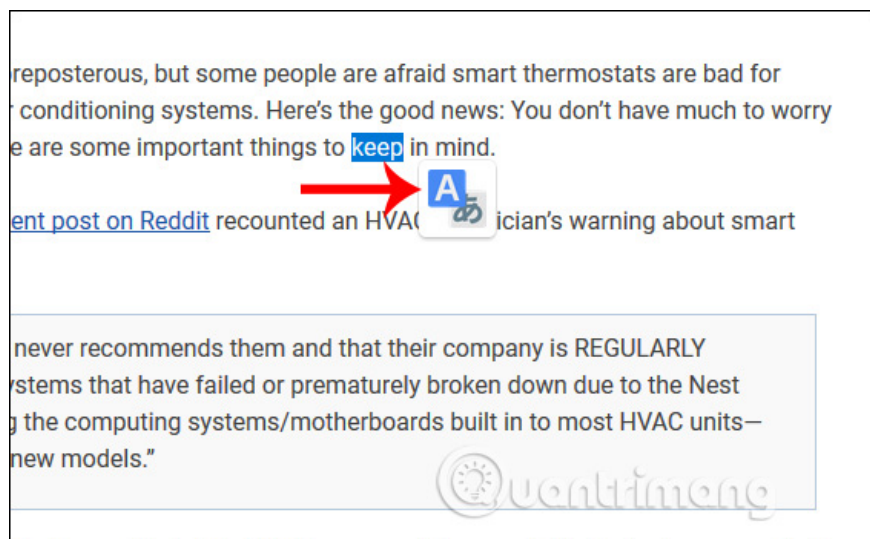 reposterous, but some people are afraid smart thermostats are bad for
r conditioning systems. Here’s the good news: You don’t have much to worry
e are some important things to keep in mind.
A
あ
ent post on Reddit recounted an HVAC ician’s warning about smart
never recommends them and that their company is REGULARLY
ystems that have failed or prematurely broken down due to the Nest
g the computing systems/motherboards built in to most HVAC units—
new models.”
Quantrimang